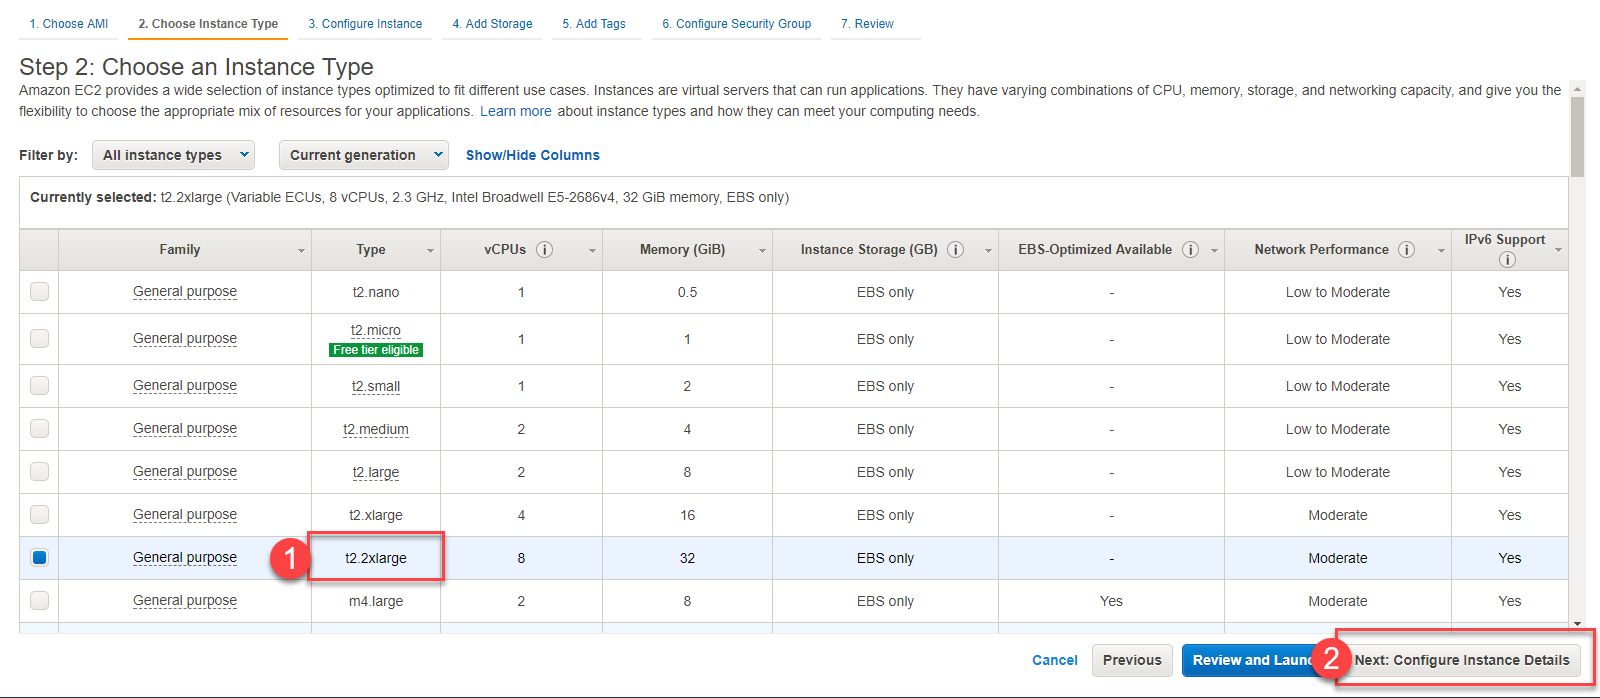 1. Choose AMI 2. Choose Instance Type 3. Configure Instance 4. Add Storage 5. Add Tags 6. Configure Security Group 7. Review
Step 2: Choose an Instance Type
Amazon EC2 provides a wide selection of instance types optimized to fit different use cases. Instances are virtual servers that can run applications. They have varying combinations of CPU, memory, storage, and networking capacity, and give you the
flexibility to choose the appropriate mix of resources for your applications. Learn more about instance types and how they can meet your computing needs.
Filter by: All instance types Current generation Show/Hide Columns
Currently selected: t2.2xlarge (Variable ECUs, 8 vCPUs, 2.3 GHz, Intel Broadwell E5-2686v4, 32 GiB memory, EBS only)
Family Type vCPUs i Memory (GiB) Instance Storage (GB) i EBS-Optimized Available i Network Performance i IPv6 Support i
General purpose t2.nano 1 0.5 EBS only - Low to Moderate Yes
General purpose t2.micro 1 1 EBS only - Low to Moderate Yes
Free tier eligible
General purpose t2.small 1 2 EBS only - Low to Moderate Yes
General purpose t2.medium 2 4 EBS only - Low to Moderate Yes
General purpose t2.large 2 8 EBS only - Low to Moderate Yes
General purpose t2.xlarge 4 16 EBS only - Moderate Yes
General purpose 1 t2.2xlarge 8 32 EBS only - Moderate Yes
General purpose m4.large 2 8 EBS only Yes Moderate Yes
Cancel Previous Review and Laun 2 Next: Configure Instance Details